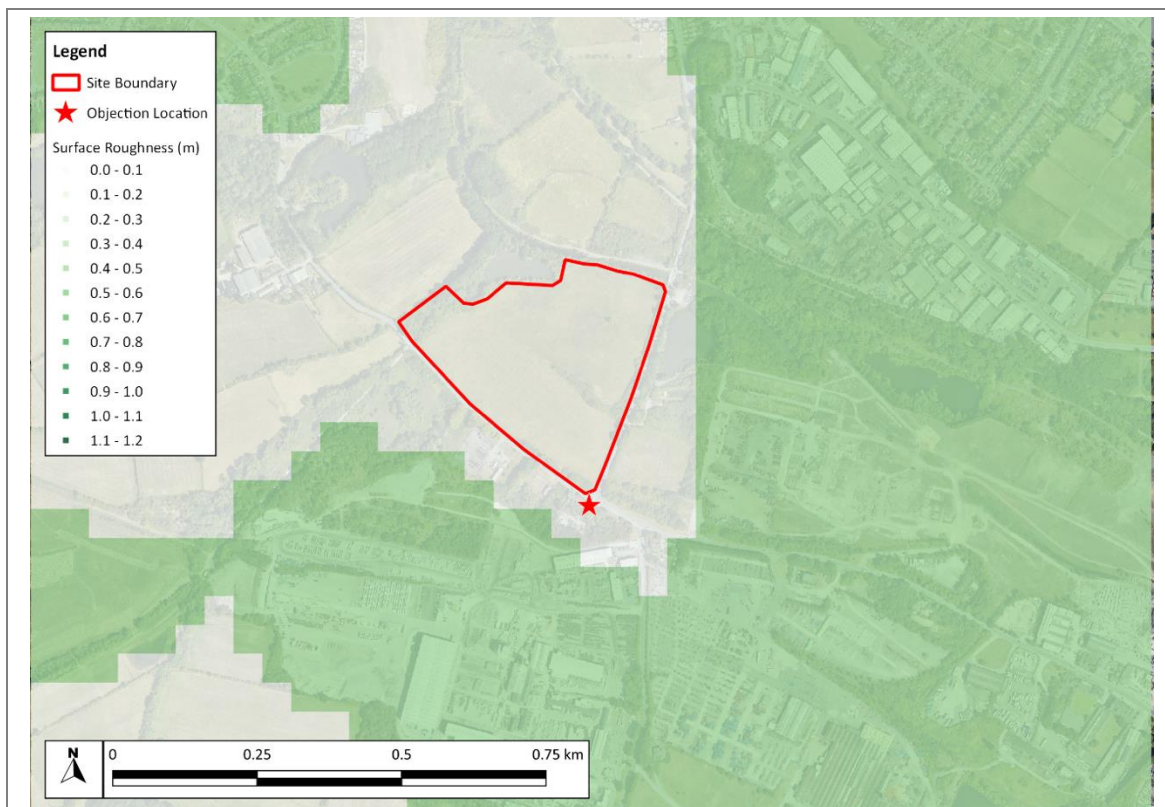 Legend
Site Boundary
Objection Location
Surface Roughness (m)
0.0 - 0.1
0.1 - 0.2
0.2 - 0.3
0.3 - 0.4
0.4 - 0.5
0.5 - 0.6
0.6 - 0.7
0.7 - 0.8
0.8 - 0.9
0.9 - 1.0
1.0 - 1.1
1.1 - 1.2
N
0 0.25 0.5 0.75 km